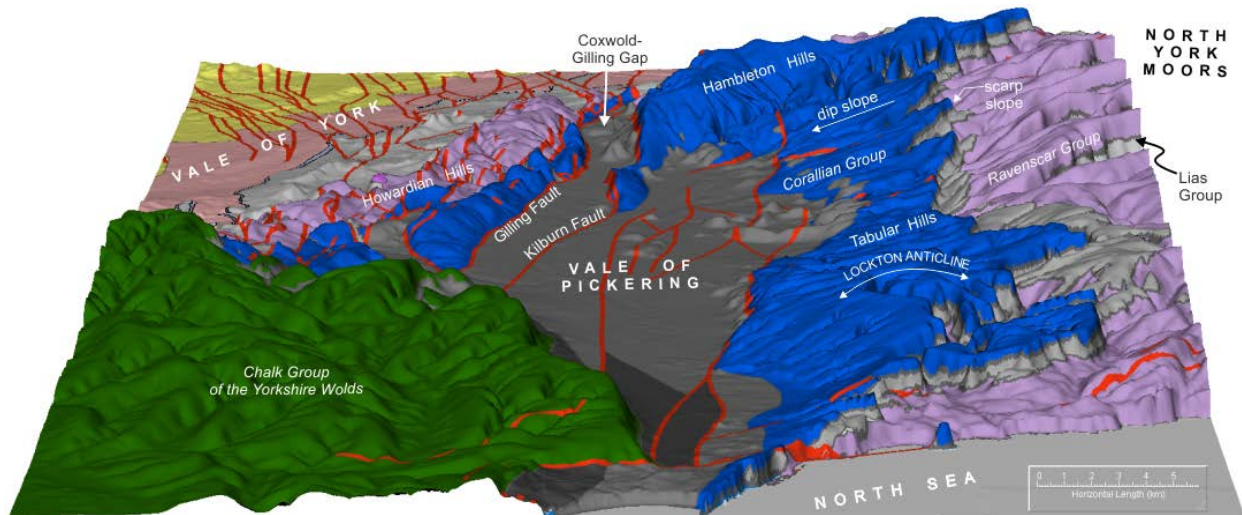 Coxwold-
Gilling Gap
NORTH
YORK
MOORS
Hambleton Hills
scarp
slope
dip slope
VALE OF YORK
Ravenscar Group
Corallian Group
Lias
Group
Howardian Hills
Gilling Fault
Kilburn Fault
Tabular Hills
VALE OF
PICKERING
LOCKTON ANTICLINE
Chalk Group
of the Yorkshire Wolds
NORTH SEA
0 1 2 3 4 5
Horizontal Length (km)